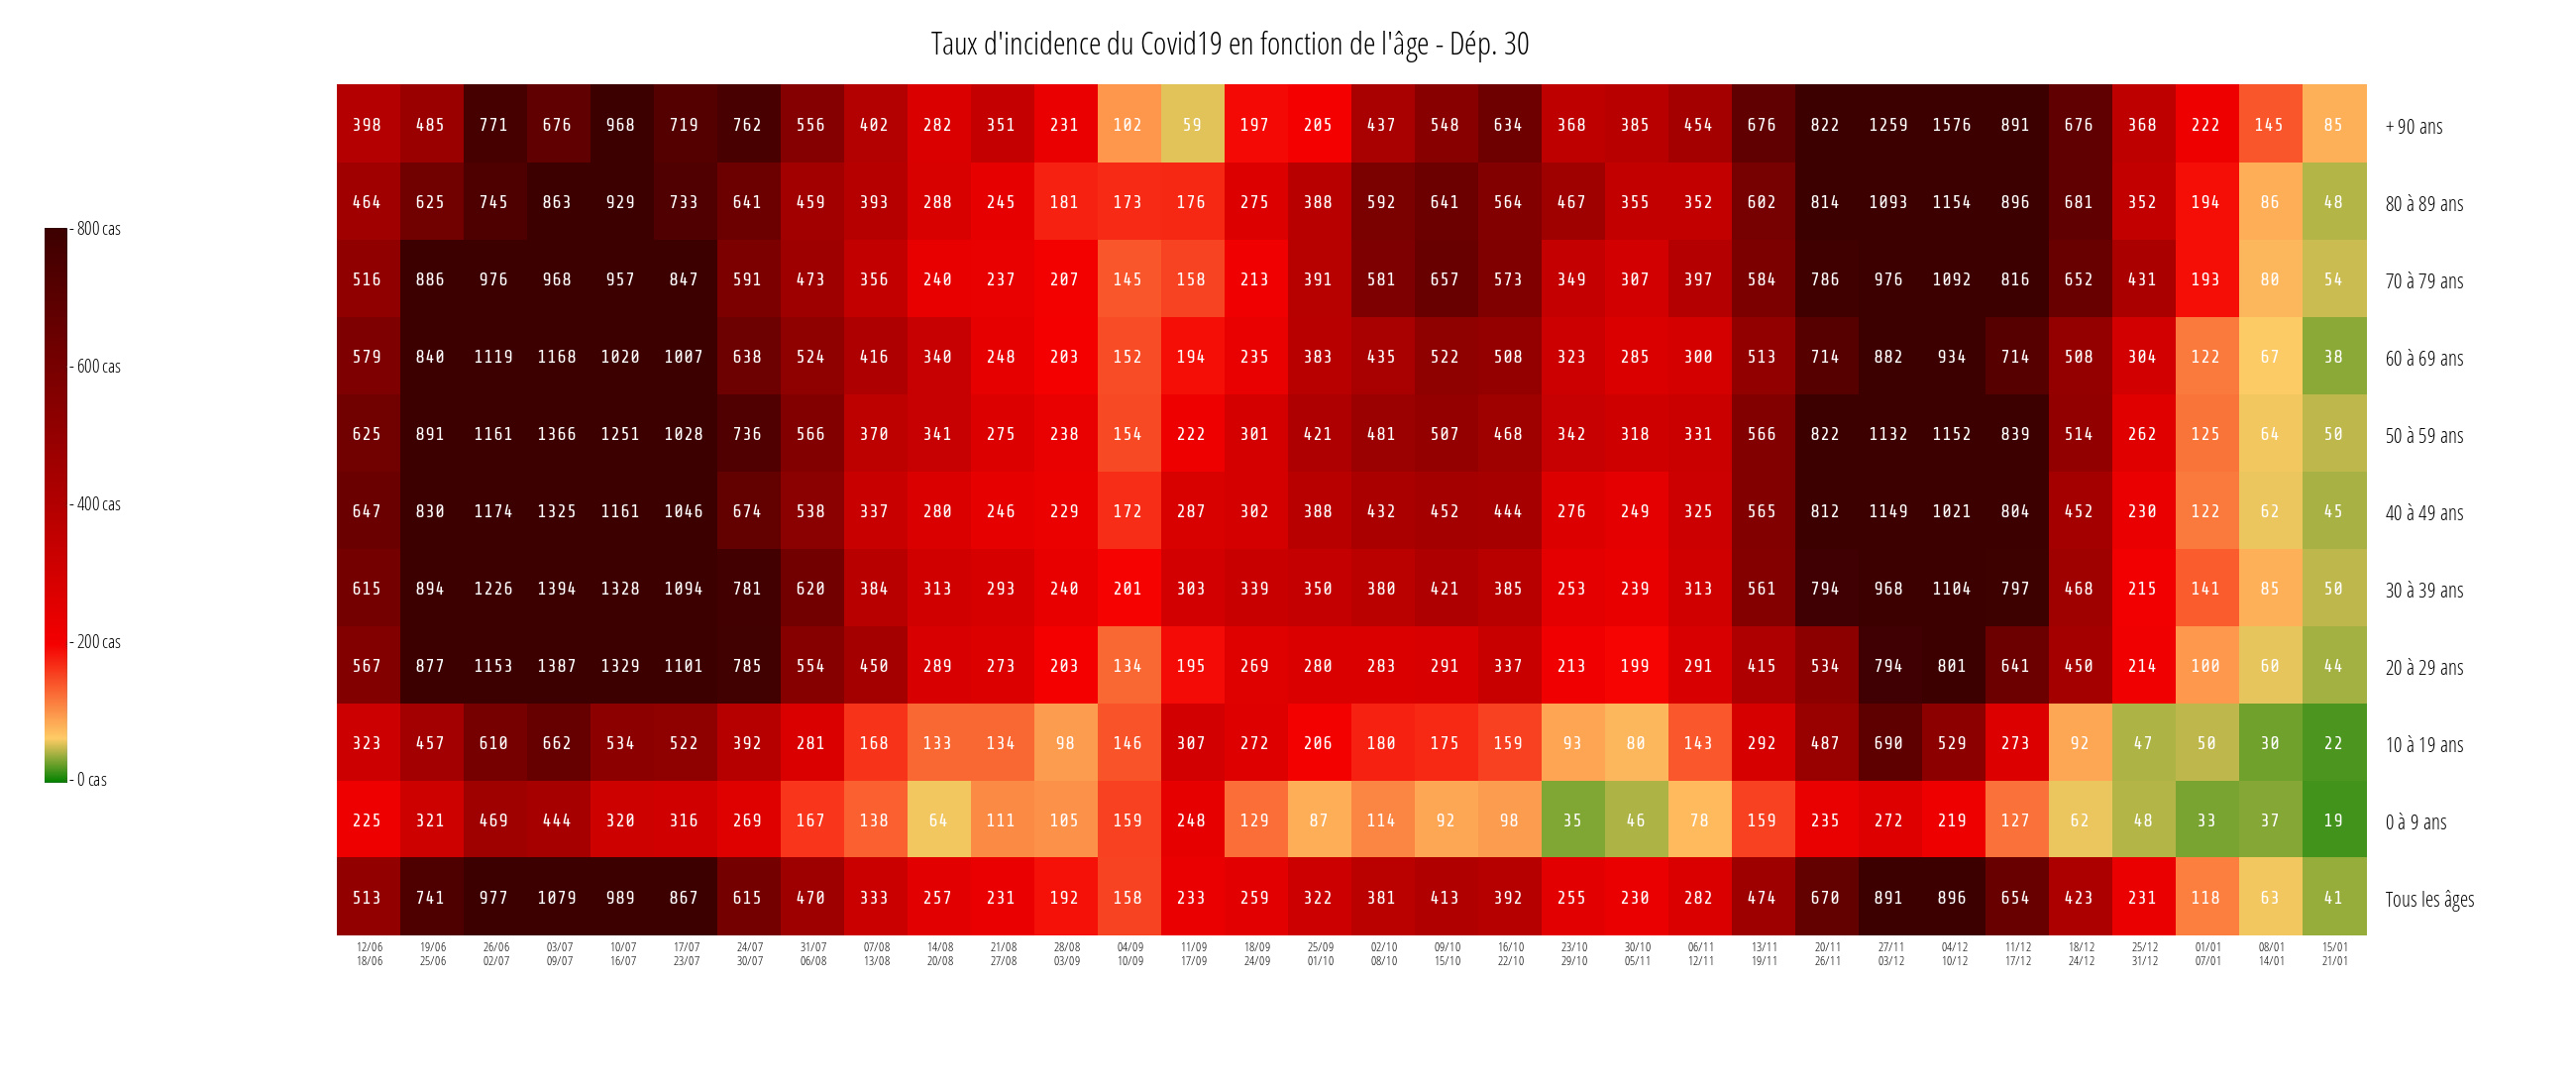 Taux d'incidence du Covid19 en fonction de l'âge - Dép. 30
- 800 cas
- 600 cas
- 400 cas
- 200 cas
- 0 cas
398 485 771 676 968 719 762 556 402 282 351 231 102 59 197 205 437 548 634 368 385 454 676 822 1259 1576 891 676 368 222 145 85 + 90 ans
464 625 745 863 929 733 641 459 393 288 245 181 173 176 275 388 592 641 564 467 355 352 602 814 1093 1154 896 681 352 194 86 48 80 à 89 ans
516 886 976 968 957 847 591 473 356 240 237 207 145 158 213 391 581 657 573 349 307 397 584 786 976 1092 816 652 431 193 80 54 70 à 79 ans
579 840 1119 1168 1020 1007 638 524 416 340 248 203 152 194 235 383 435 522 508 323 285 300 513 714 882 934 714 508 304 122 67 38 60 à 69 ans
625 891 1161 1366 1251 1028 736 566 370 341 275 238 154 222 301 421 481 507 468 342 318 331 566 822 1132 1152 839 514 262 125 64 50 50 à 59 ans
647 830 1174 1325 1161 1046 674 538 337 280 246 229 172 287 302 388 432 452 444 276 249 325 565 812 1149 1021 804 452 230 122 62 45 40 à 49 ans
615 894 1226 1394 1328 1094 781 620 384 313 293 240 201 303 339 350 380 421 385 253 239 313 561 794 968 1104 797 468 215 141 85 50 30 à 39 ans
567 877 1153 1387 1329 1101 785 554 450 289 273 203 134 195 269 280 283 291 337 213 199 291 415 534 794 801 641 450 214 100 60 44 20 à 29 ans
323 457 610 662 534 522 392 281 168 133 134 98 146 307 272 206 180 175 159 93 80 143 292 487 690 529 273 92 47 50 30 22 10 à 19 ans
225 321 469 444 320 316 269 167 138 64 111 105 159 248 129 87 114 92 98 35 46 78 159 235 272 219 127 62 48 33 37 19 0 à 9 ans
513 741 977 1079 989 867 615 470 333 257 231 192 158 233 259 322 381 413 392 255 230 282 474 670 891 896 654 423 231 118 63 41 Tous les âges
12/06 19/06 26/06 03/07 10/07 17/07 24/07 31/07 07/08 14/08 21/08 28/08 04/09 11/09 18/09 25/09 02/10 09/10 16/10 23/10 30/10 06/11 13/11 20/11 27/11 04/12 11/12 18/12 25/12 01/01 08/01 15/01
18/06 25/06 02/07 09/07 16/07 23/07 30/07 06/08 13/08 20/08 27/08 03/09 10/09 17/09 24/09 01/10 08/10 15/10 22/10 29/10 05/11 12/11 19/11 26/11 03/12 10/12 17/12 24/12 31/12 07/01 14/01 21/01